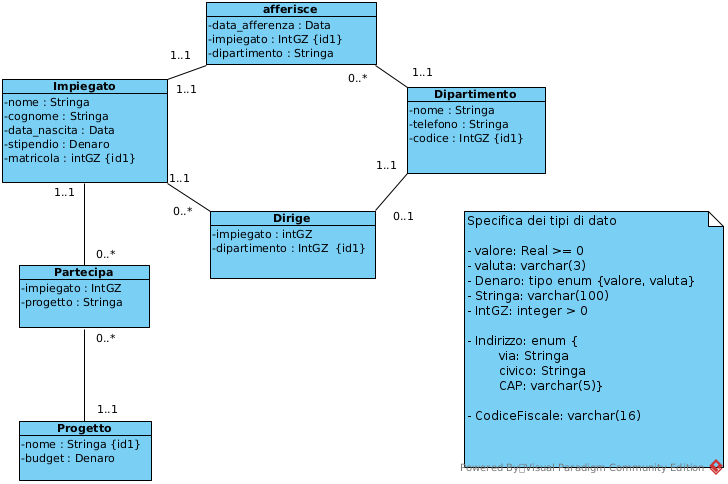 afferisce
-data_afferenza : Data
-impiegato : IntGZ {id1}
-dipartimento : Stringa
1..1
1..1
0..*
1..1
Impiegato
-nome : Stringa
-cognome : Stringa
-data_nascita : Data
-stipendio : Denaro
-matricola : intGZ {id1}
Dipartimento
-nome : Stringa
-telefono : Stringa
-codice : IntGZ {id1}
1..1
1..1
1..1
0..*
0..1
Dirige
-impiegato : intGZ
-dipartimento : IntGZ {id1}
0..*
Partecipa
-impiegato : IntGZ
-progetto : Stringa
0..*
1..1
Progetto
-nome : Stringa {id1}
-budget : Denaro
Specifica dei tipi di dato
- valore: Real >= 0
- valuta: varchar(3)
- Denaro: tipo enum {valore, valuta}
- Stringa: varchar(100)
- IntGZ: integer > 0
- Indirizzo: enum {
via: Stringa
civico: Stringa
CAP: varchar(5)}
- CodiceFiscale: varchar(16)
Powered By Visual Paradigm Community Edition